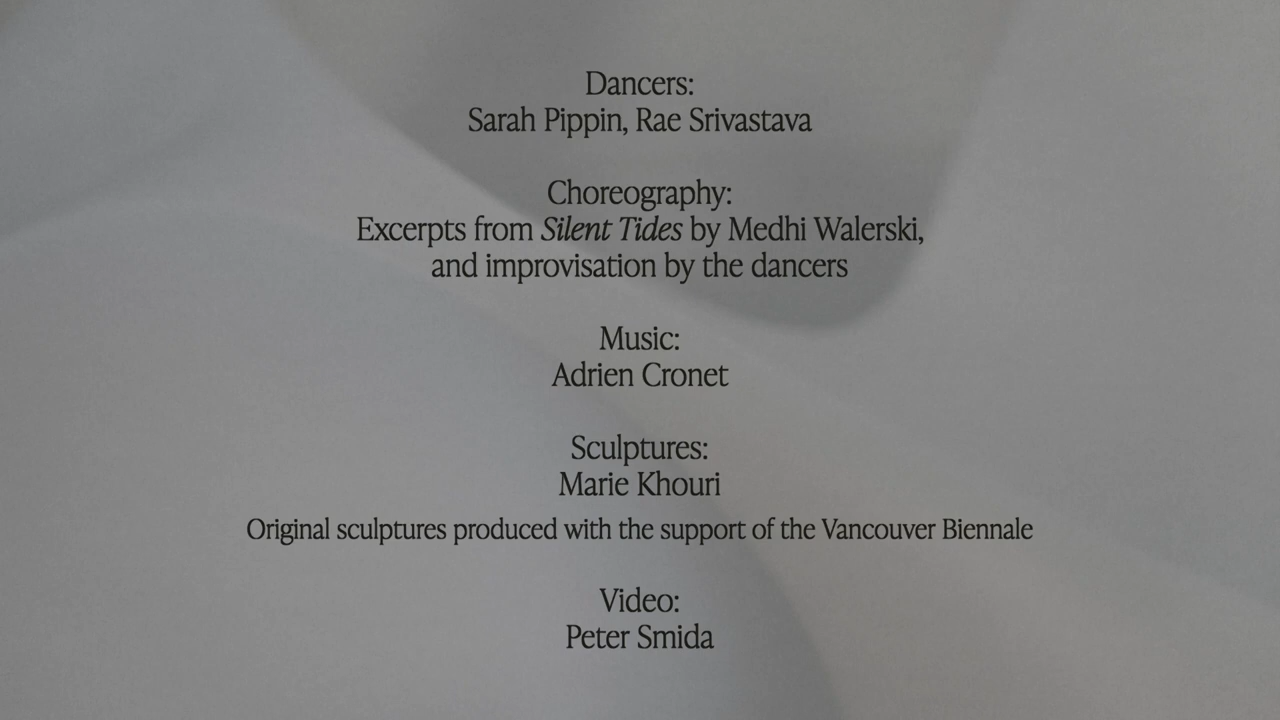 Dancers:
Sarah Pippin, Rae Srivastava
Choreography:
Excerpts from Silent Tides by Medhi Walerski,
and improvisation by the dancers
Music:
Adrien Cronet
Sculptures:
Marie Khouri
Original sculptures produced with the support of the Vancouver Biennale
Video:
Peter Smida